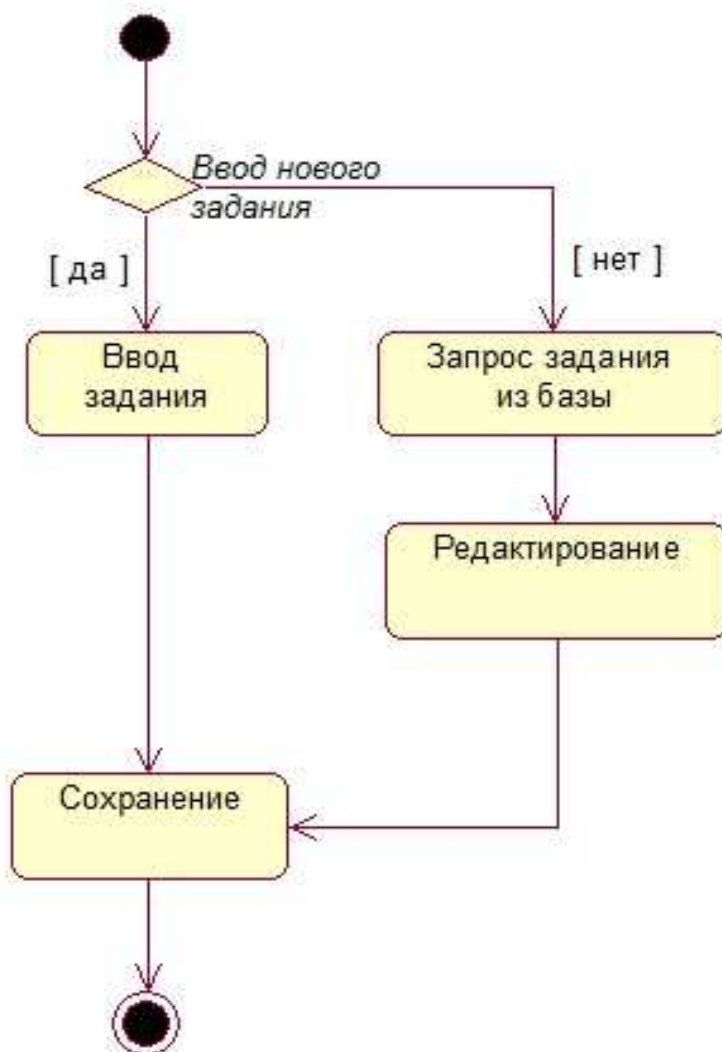 Ввод нового
задания
[ да ]
[ нет ]
Ввод
задания
Запрос задания
из базы
Редактирование
Сохранение